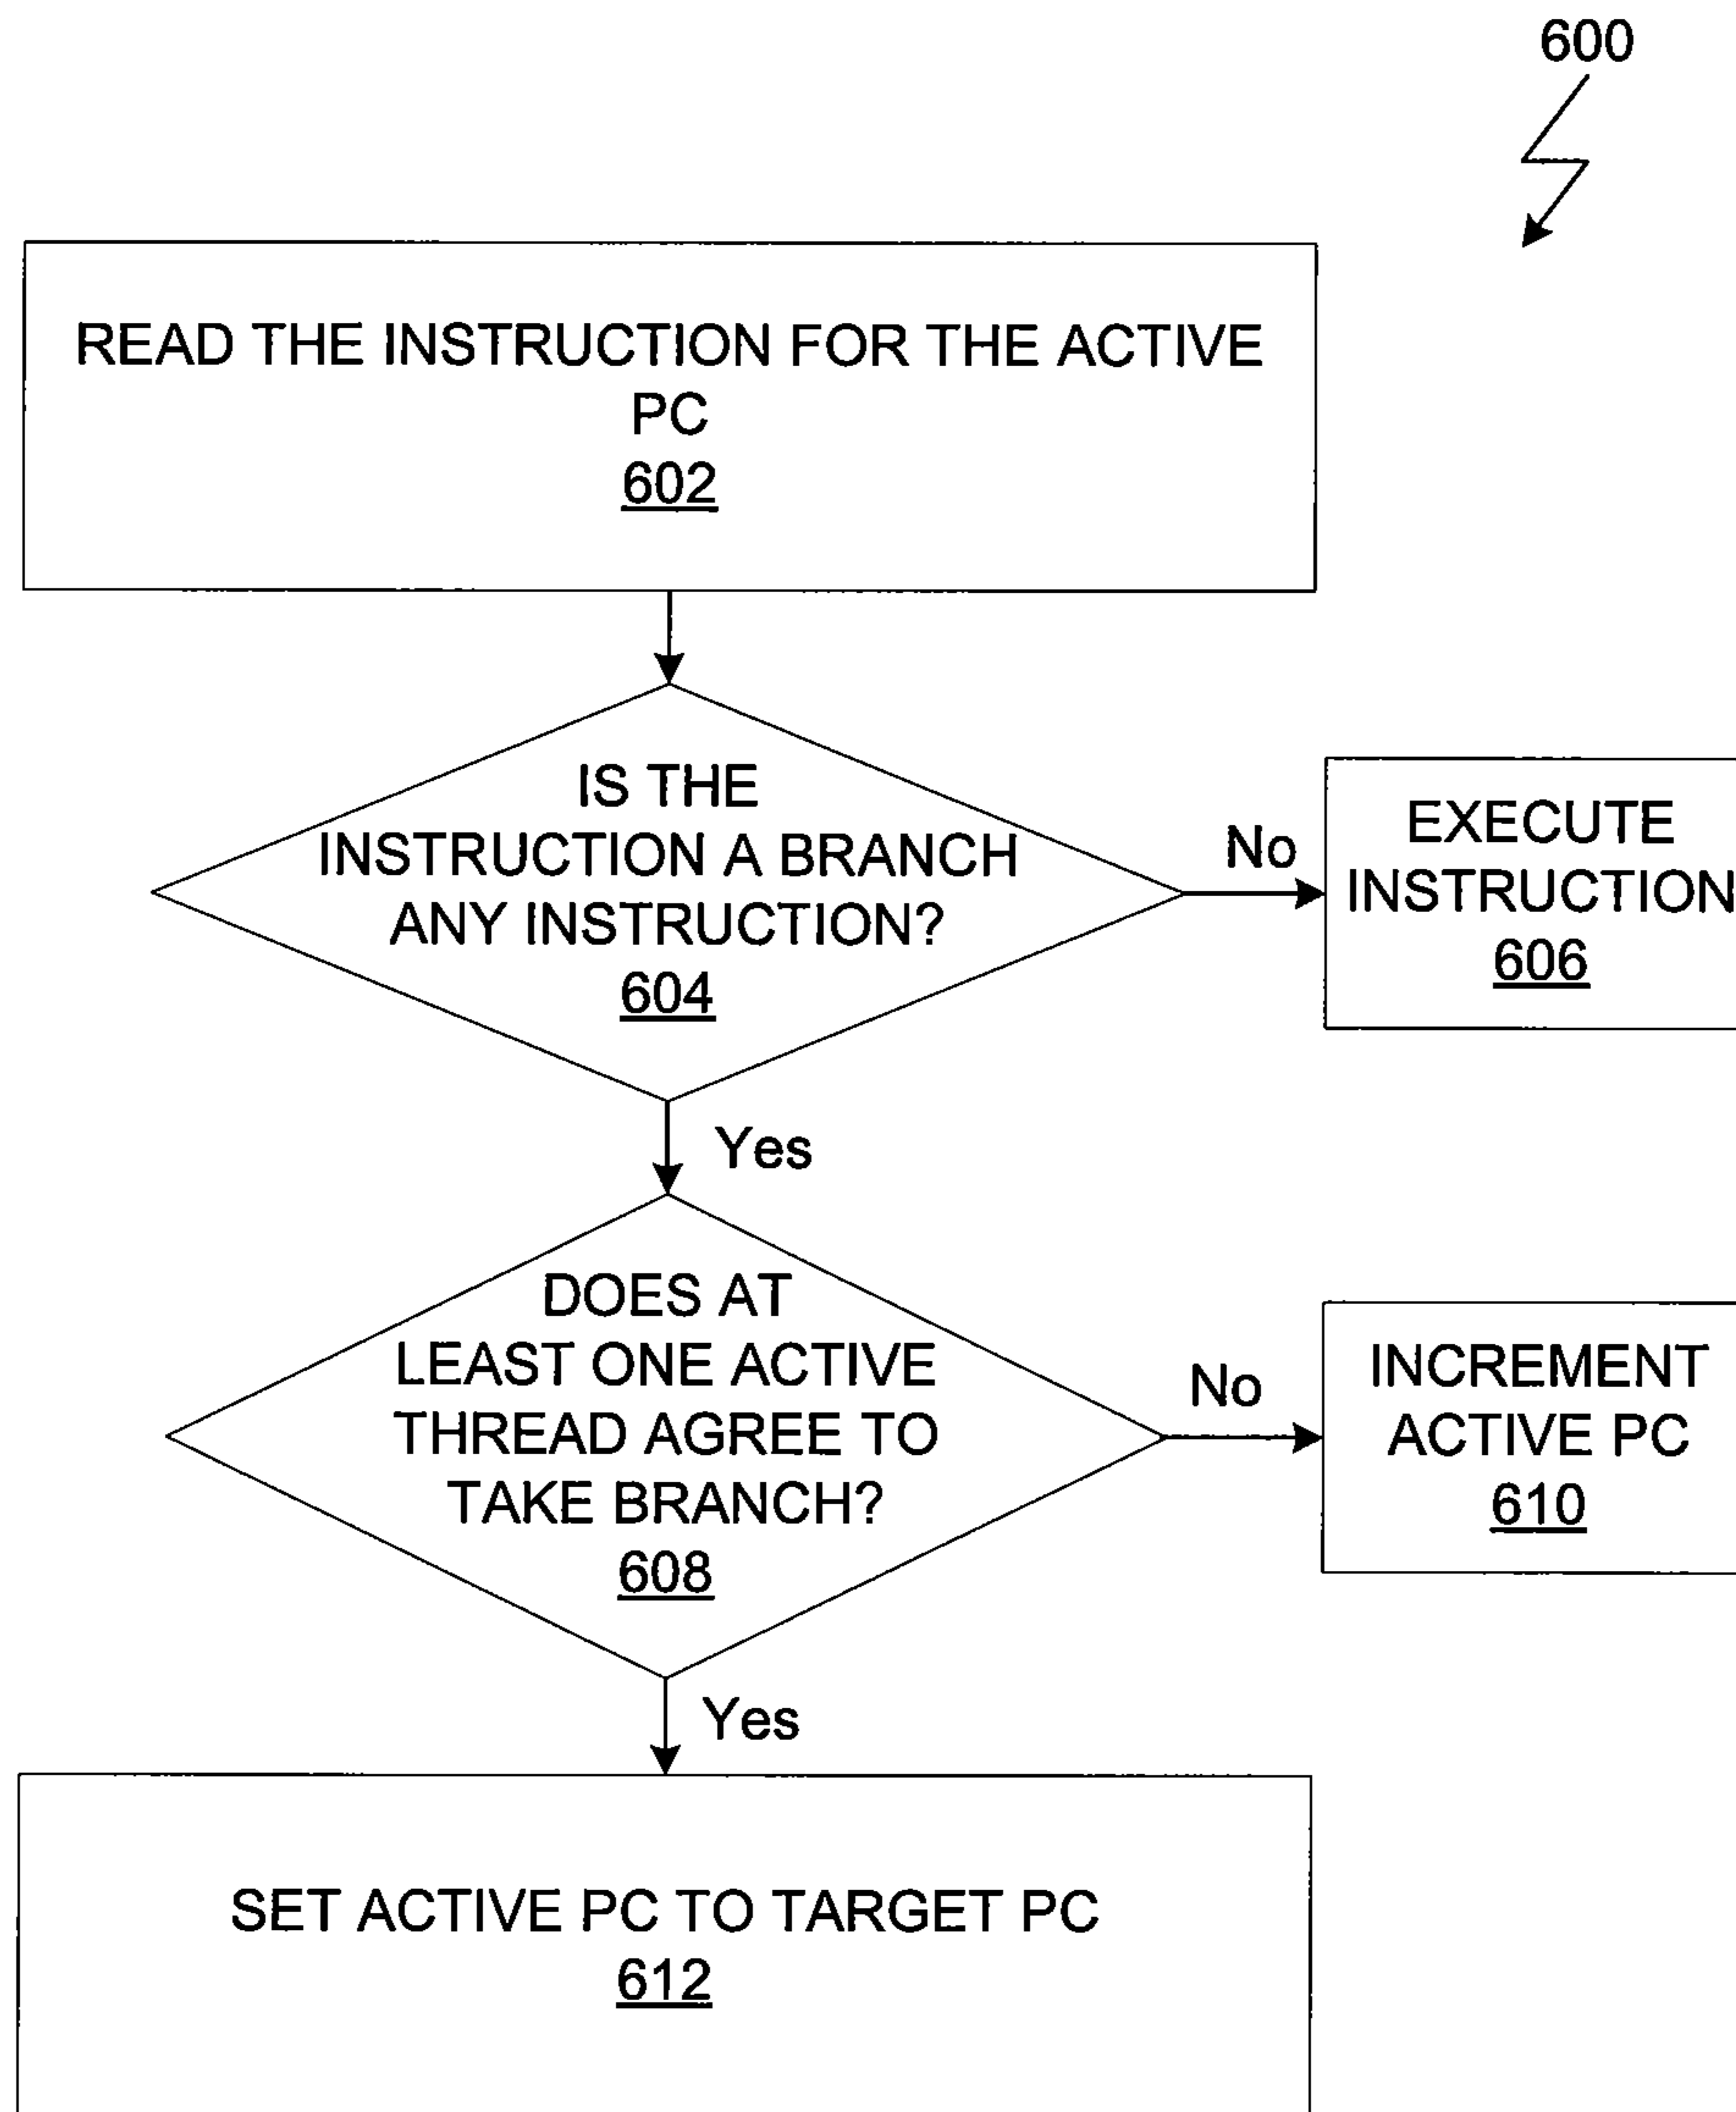 600
READ THE INSTRUCTION FOR THE ACTIVE
PC
602
IS THE
INSTRUCTION A BRANCH
ANY INSTRUCTION?
604
No
EXECUTE
INSTRUCTION
606
Yes
DOES AT
LEAST ONE ACTIVE
THREAD AGREE TO
TAKE BRANCH?
608
No
INCREMENT
ACTIVE PC
610
Yes
SET ACTIVE PC TO TARGET PC
612